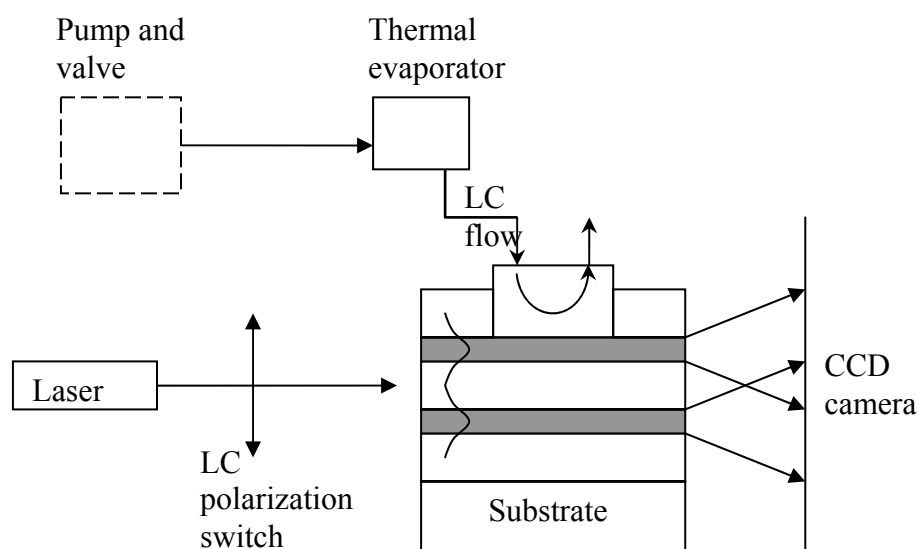 Pump and
valve
Thermal
evaporator
LC
flow
Laser
CCD
camera
LC
polarization
switch
Substrate